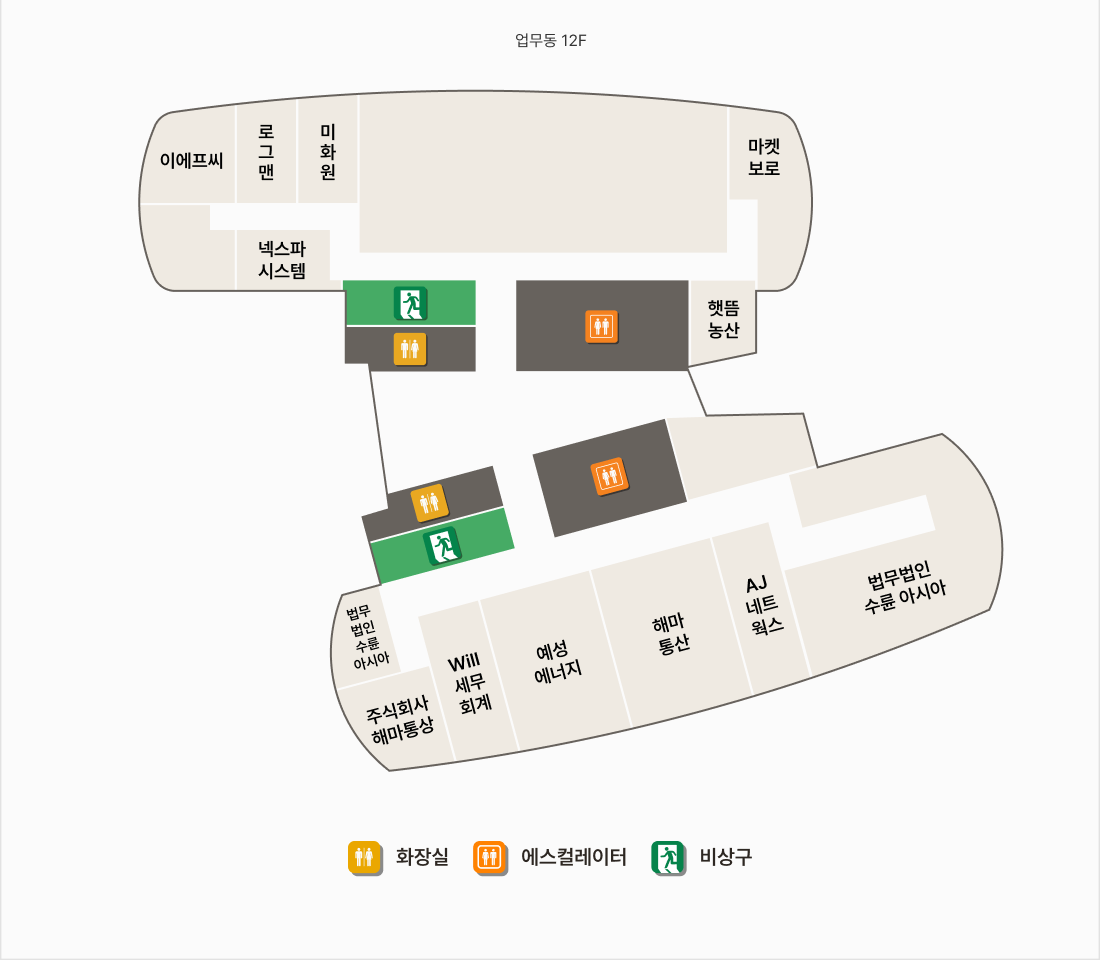 업무동 12F
이에프씨
로
그
맨
미
화
원
마켓
보로
넥스파
시스템
햇뜸
농산
법무
법인
수륜
아시아
주식회사
해마통상
Will
세무
회계
예성
에너지
해마
통산
AJ
네트
웍스
법무법인
수륜 아시아
화장실
에스컬레이터
비상구